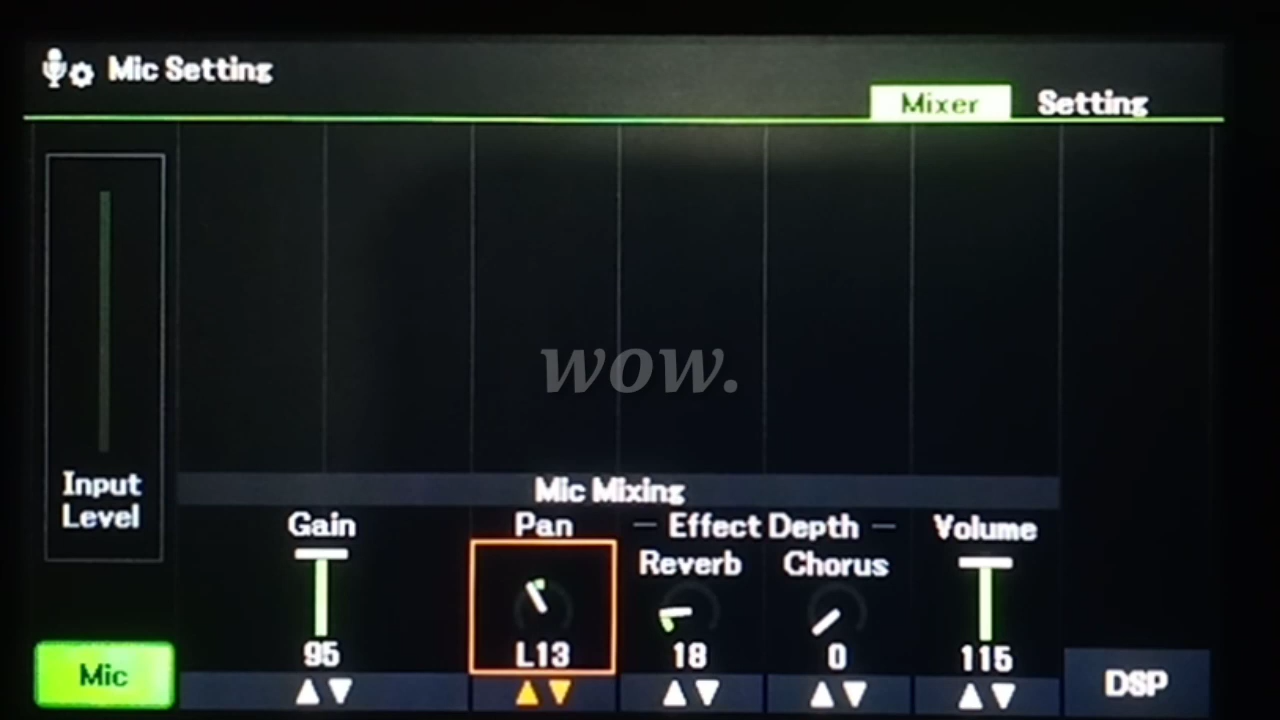 Mic Setting
Mixer Setting
wow.
Input
Level
Mic Mixing
Gain Pan Effect Depth Volume
Reverb Chorus
95 L13 18 0 115
Mic DSP